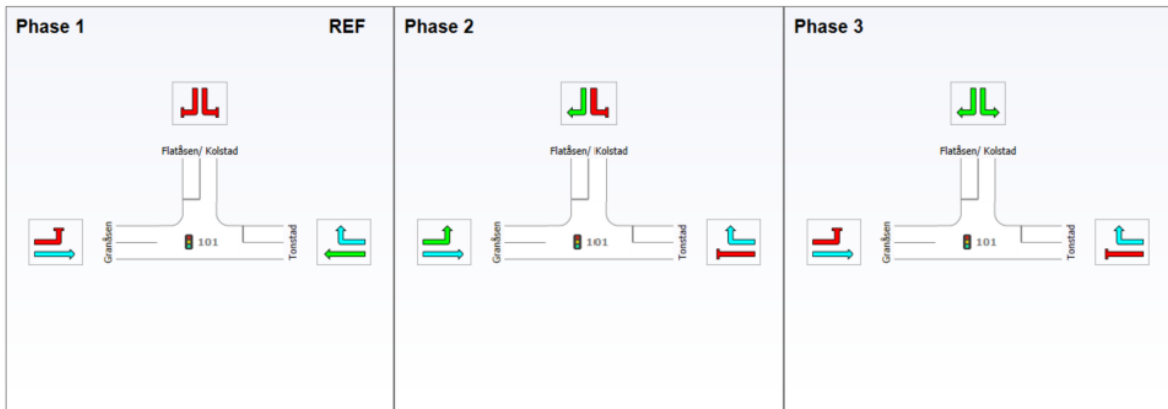 Phase 1 REF
Flatåsen/ Kolstad
Granåsen
101
Tonstad
Phase 2
Flatåsen/ Kolstad
Granåsen
101
Tonstad
Phase 3
Flatåsen/ Kolstad
Granåsen
101
Tonstad